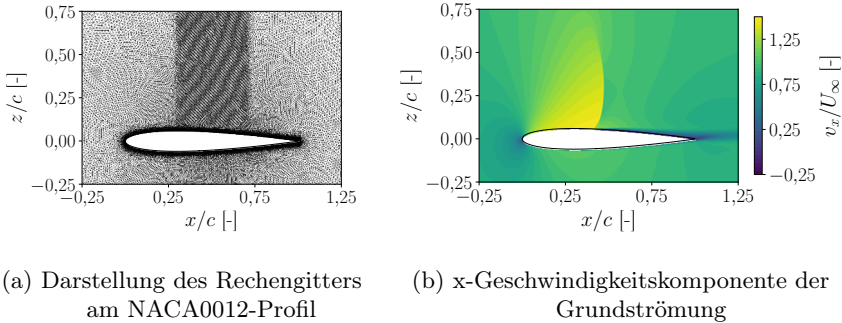 0,75
0,50
0,25
0,00
−0,25
z/c [-]
−0,25
0,25
0,75
1,25
x/c [-]
0,75
0,50
0,25
0,00
−0,25
z/c [-]
−0,25
0,25
0,75
1,25
x/c [-]
1,25
0,75
0,25
−0,25
vₓ/U∞ [-]
(a) Darstellung des Rechengitters
am NACA0012-Profil
(b) x-Geschwindigkeitskomponente der
Grundströmung